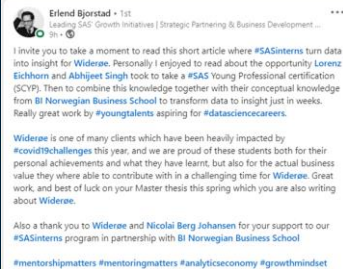 Erlend Bjorstad • 1st
Leading SAS' Growth Initiatives | Strategic Partnering & Business Development ...
9h •
I invite you to take a moment to read this short article where #SASinterns turn data
into insight for Widerøe. Personally I enjoyed to read about the opportunity Lorenz
Eichhorn and Abhijeet Singh took to take a #SAS Young Professional certification
(SCYP). Then to combine this knowledge together with their conceptual knowledge
from BI Norwegian Business School to transform data to insight just in weeks.
Really great work by #youngtalents aspiring for #datasciencecareers.
Widerøe is one of many clients which have been heavily impacted by
#covid19challenges this year, and we are proud of these students both for their
personal achievements and what they have learnt, but also for the actual business
value they where able to contribute with in a challenging time for Widerøe. Great
work, and best of luck on your Master thesis this spring which you are also writing
about Widerøe.
Also a thank you to Widerøe and Nicolai Berg Johansen for your support to our
#SASinterns program in partnership with BI Norwegian Business School
#mentorshipmatters #mentoringmatters #analyticseconomy #growthmindset